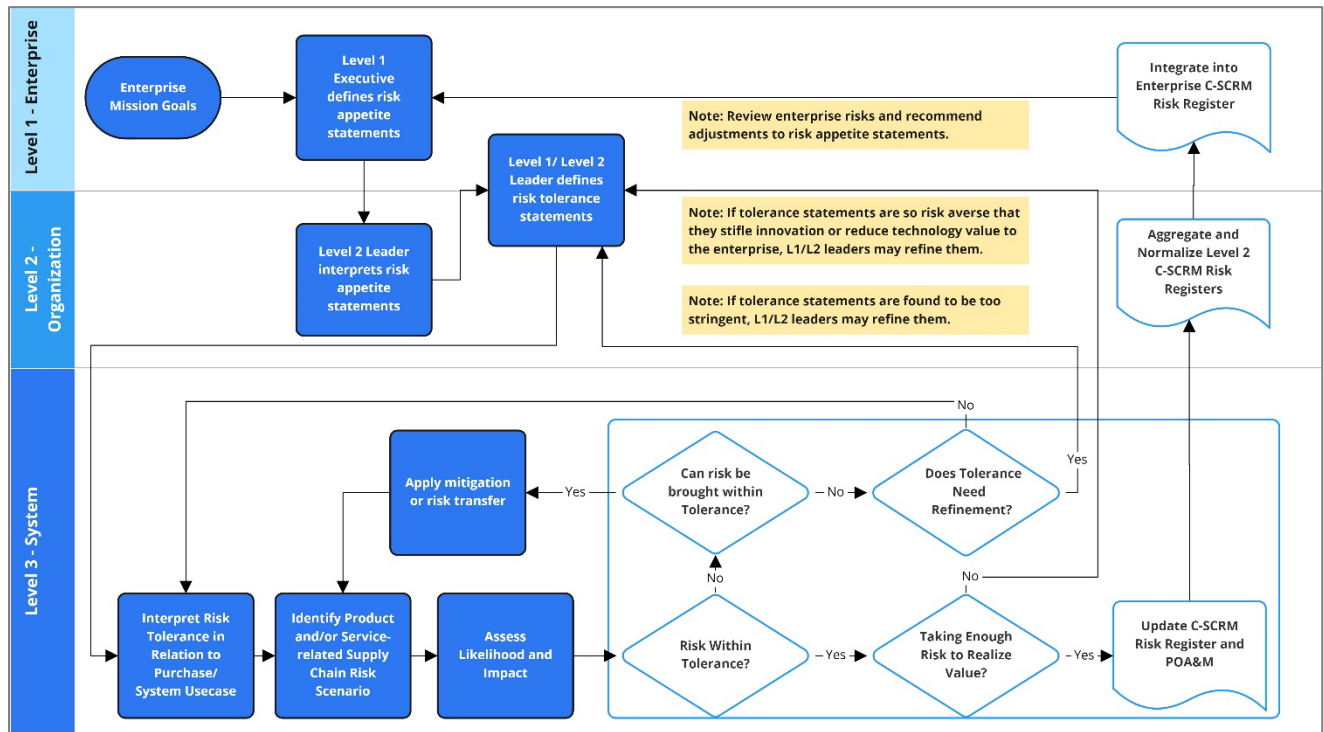 Level 1 - Enterprise
Enterprise
Mission Goals
Level 1
Executive
defines risk
appetite
statements
Integrate into
Enterprise C-SCRM
Risk Register
Note: Review enterprise risks and recommend
adjustments to risk appetite statements.
Level 1/ Level 2
Leader defines
risk tolerance
statements
Level 2 -
Organization
Level 2 Leader
interprets risk
appetite
statements
Note: If tolerance statements are so risk averse that
they stifle innovation or reduce technology value to
the enterprise, L1/L2 leaders may refine them.
Note: If tolerance statements are found to be too
stringent, L1/L2 leaders may refine them.
Aggregate and
Normalize Level 2
C-SCRM Risk
Registers
Level 3 - System
No
Apply mitigation
or risk transfer
Yes
Can risk be
brought within
Tolerance?
No
Does Tolerance
Need
Refinement?
Yes
No
No
Interpret Risk
Tolerance in
Relation to
Purchase/
System Usecase
Identify Product
and/or Service-
related Supply
Chain Risk
Scenario
Assess
Likelihood and
Impact
Risk Within
Tolerance?
Yes
Taking Enough
Risk to Realize
Value?
Yes
Update C-SCRM
Risk Register and
POA&M